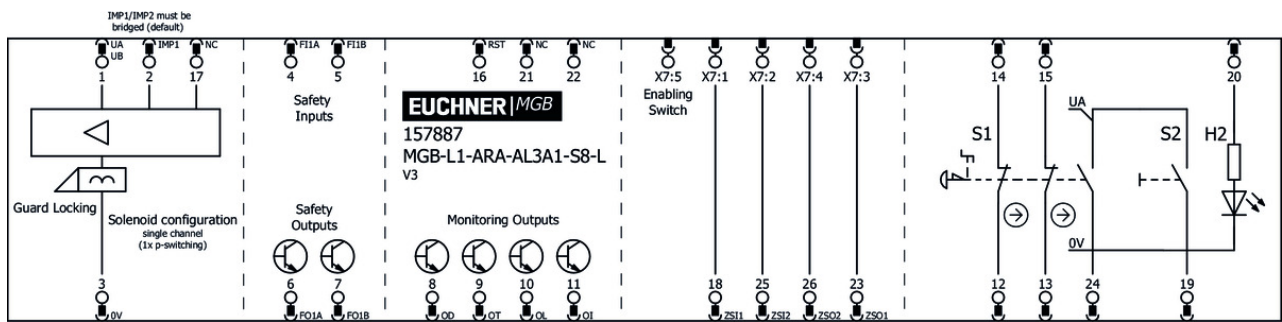 IMP1/IMP2 must be
bridged (default)
UA
UB
IMP1
NC
FI1A
FI1B
RST
NC
NC
1
2
17
4
5
16
21
22
X7:5
X7:1
X7:2
X7:4
X7:3
14
15
20
Safety
Inputs
EUCHNER MGB
157887
MGB-L1-ARA-AL3A1-S8-L
V3
Enabling
Switch
UA
S1
S2
H2
Guard Locking
Solenoid configuration
single channel
(1x p-switching)
Safety
Outputs
Monitoring Outputs
0V
3
6
7
8
9
10
11
18
25
26
23
12
13
24
19
0V
FO1A
FO1B
OD
OT
OL
OI
ZSI1
ZSI2
ZSO2
ZSO1